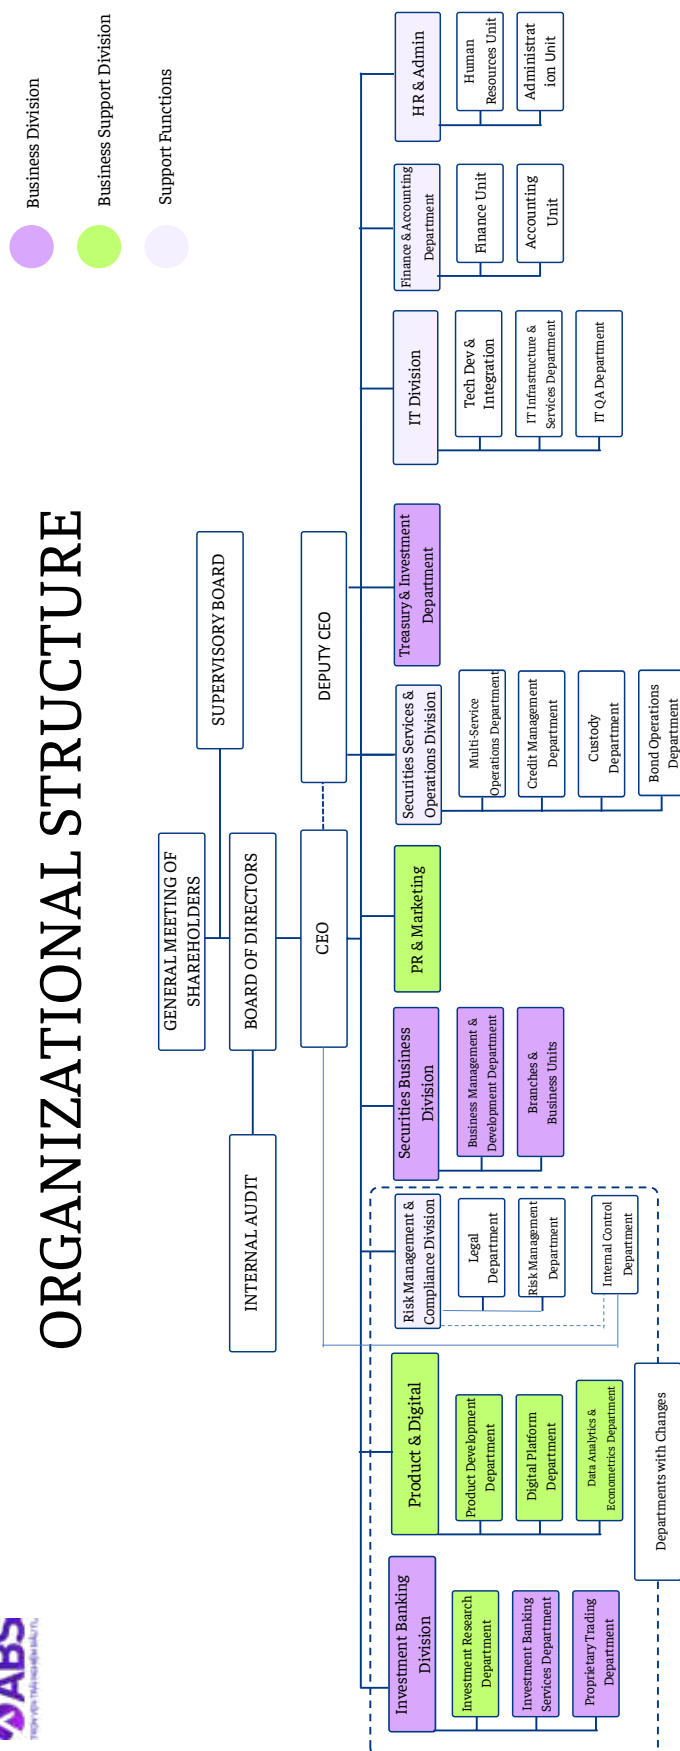 ABS
ORGANIZATIONAL STRUCTURE
Business Division
Business Support Division
Support Functions
GENERAL MEETING OF
SHAREHOLDERS
SUPERVISORY BOARD
INTERNAL AUDIT
BOARD OF DIRECTORS
CEO
DEPUTY CEO
Investment Banking
Division
Investment Research
Department
Investment Banking
Services Department
Proprietary Trading
Department
Product & Digital
Product Development
Department
Digital Platform
Department
Data Analytics &
Econometrics Department
Risk Management &
Compliance Division
Legal
Department
Risk Management
Department
Internal Control
Department
Departments with Changes
Securities Business
Division
Business Management &
Development Department
Branches &
Business Units
PR & Marketing
Securities Services &
Operations Division
Multi-Service
Operations Department
Credit Management
Department
Custody
Department
Bond Operations
Department
Treasury & Investment
Department
IT Division
Tech Dev &
Integration
IT Infrastructure &
Services Department
IT QA Department
Finance & Accounting
Department
Finance Unit
Accounting
Unit
HR & Admin
Human
Resources Unit
Administrat
ion Unit